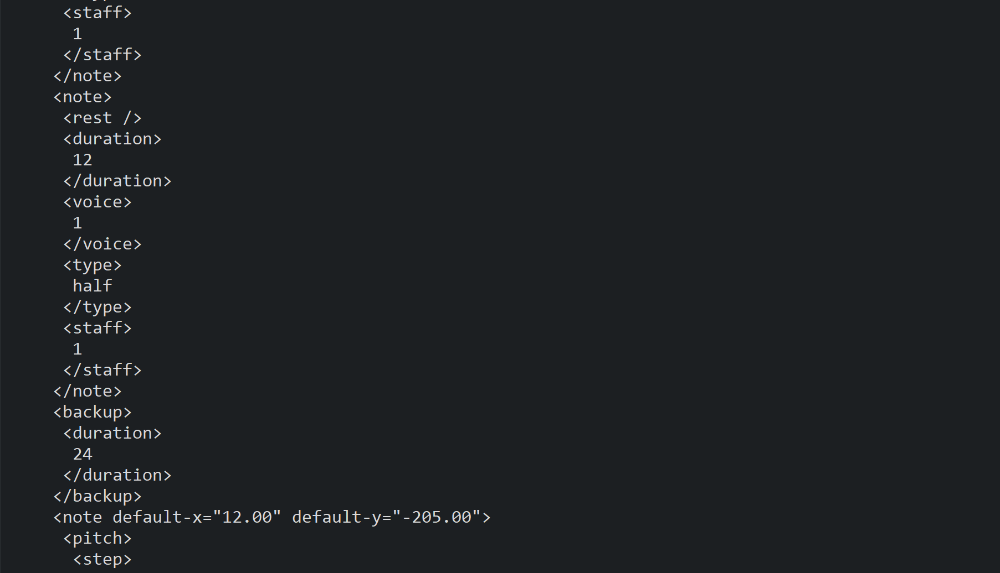 <staff>
1
</staff>
</note>
<note>
<rest />
<duration>
12
</duration>
<voice>
1
</voice>
<type>
half
</type>
<staff>
1
</staff>
</note>
<backup>
<duration>
24
</duration>
</backup>
<note default-x="12.00" default-y="-205.00">
<pitch>
<step>